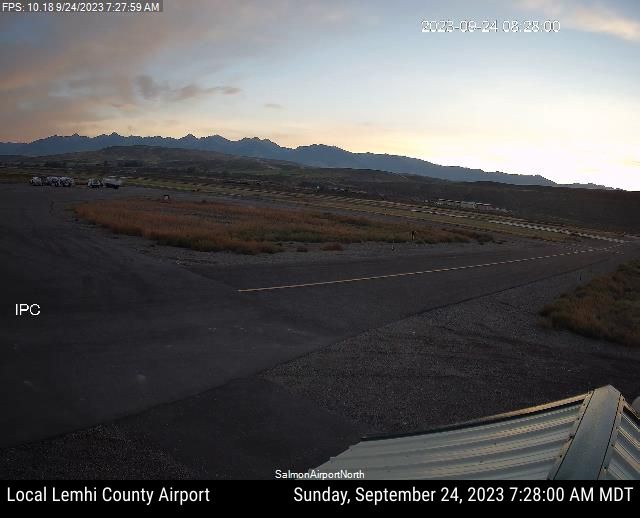 FPS: 10.18 9/24/2023 7:27:59 AM
2023-09-24 08:28:00
IPC
SalmonAirportNorth
Local Lemhi County Airport Sunday, September 24, 2023 7:28:00 AM MDT